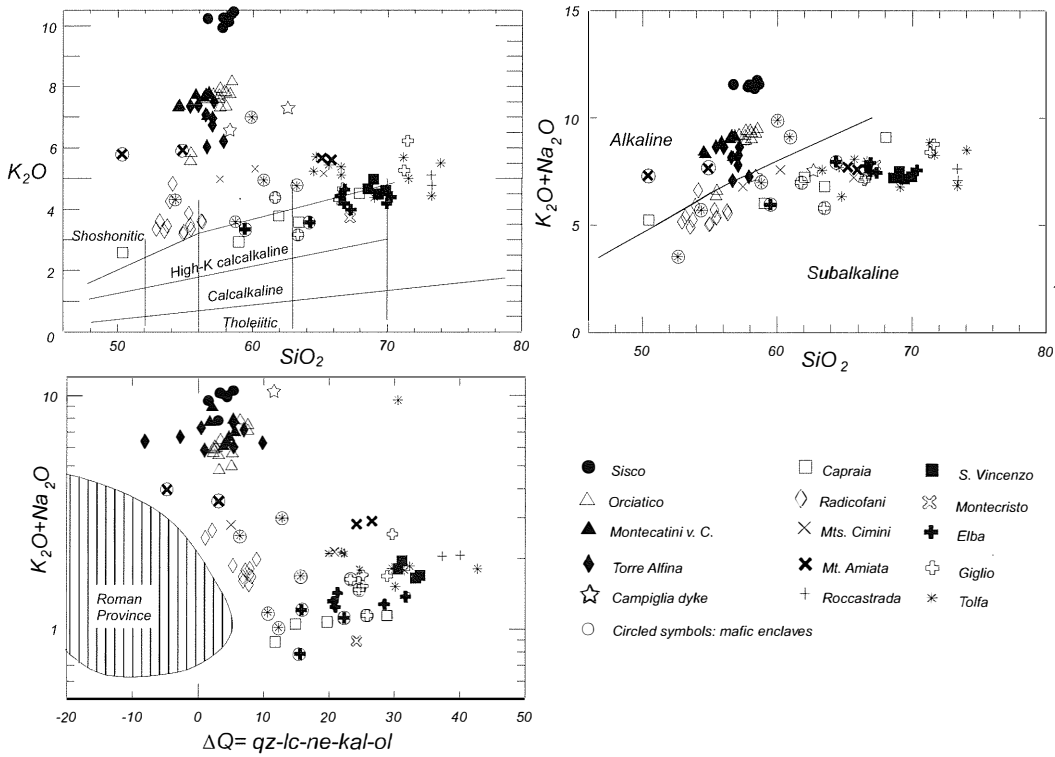 10
8
6
4
2
0
K₂O
Shoshonitic
High-K calcalkaline
Calcalkaline
Tholeiitic
50
60
70
80
SiO₂
15
10
5
0
K₂O+Na₂O
Alkaline
Subalkaline
50
60
70
80
SiO₂
10
1
K₂O+Na₂O
Roman
Province
-20
-10
0
10
20
30
40
50
ΔQ= qz-lc-ne-kal-ol
Sisco
Orciatico
Montecatini v. C.
Torre Alfina
Campiglia dyke
Circled symbols: mafic enclaves
Capraia
Radicofani
Mts. Cimini
Mt. Amiata
Roccastrada
S. Vincenzo
Montecristo
Elba
Giglio
Tolfa